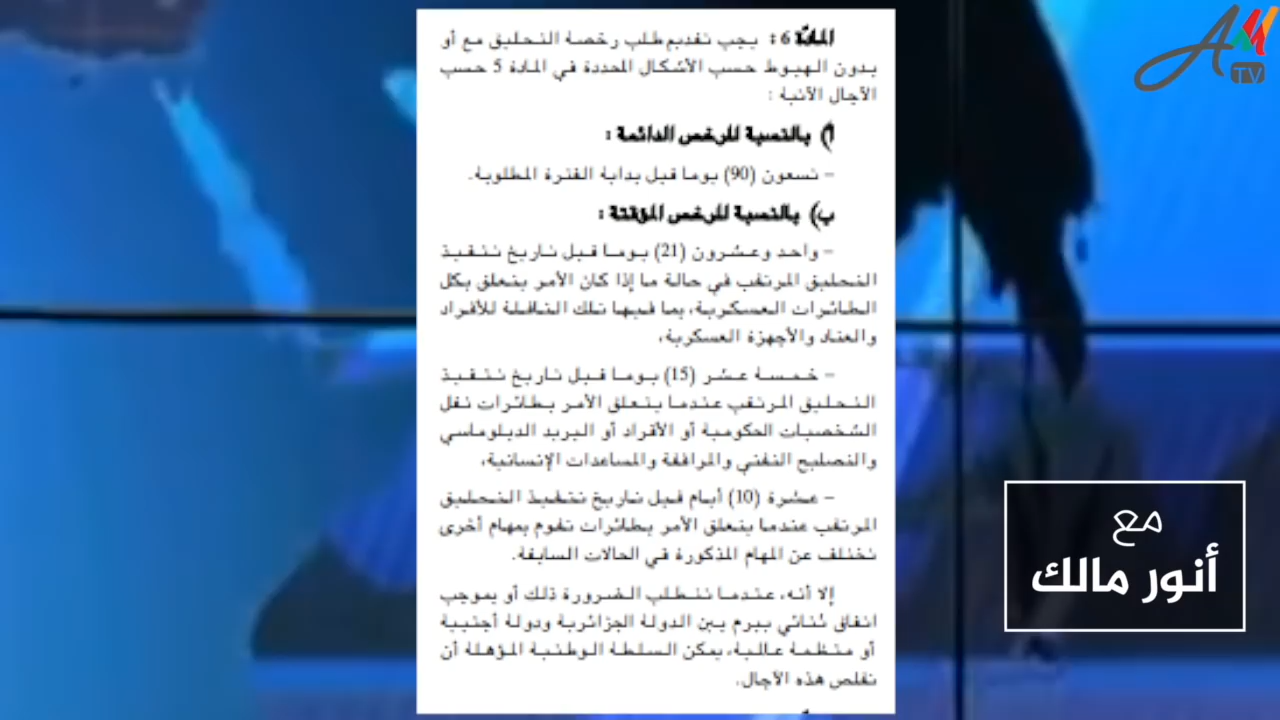 المادّة 6 : يجب تقديم طلب رخصة التحليق مع أو
بدون الهبوط حسب الأشكال المحددة في المادة 5 حسب
الآجال الآتية :
أ) بالنسبة للرخص الدائمة :
– تسعون (90) يوما قبل بداية الفترة المطلوبة.
ب) بالنسبة للرخص المؤقتة :
– واحد وعشرون (21) يوما قبل تاريخ تنفيذ
التحليق المرتقب في حالة ما إذا كان الأمر يتعلق بكل
الطائرات العسكرية، بما فيها تلك الناقلة للأفراد
والعتاد والأجهزة العسكرية،
– خمسة عشر (15) يوما قبل تاريخ تنفيذ
التحليق المرتقب عندما يتعلق الأمر بطائرات نقل
الشخصيات الحكومية أو الأفراد أو البريد الدبلوماسي
والتصليح التقني والمرافقة والمساعدات الإنسانية،
– عشرة (10) أيام قبل تاريخ تنفيذ التحليق
المرتقب عندما يتعلق الأمر بطائرات تقوم بمهام أخرى
تختلف عن المهام المذكورة في الحالات السابقة.
إلا أنه، عندما تتطلب الضرورة ذلك أو بموجب
اتفاق ثنائي يبرم بين الدولة الجزائرية ودولة أجنبية
أو منظمة عالمية، يمكن السلطة الوطنية المؤهلة أن
تقلص هذه الآجال.
AM TV
مع
أنور مالك